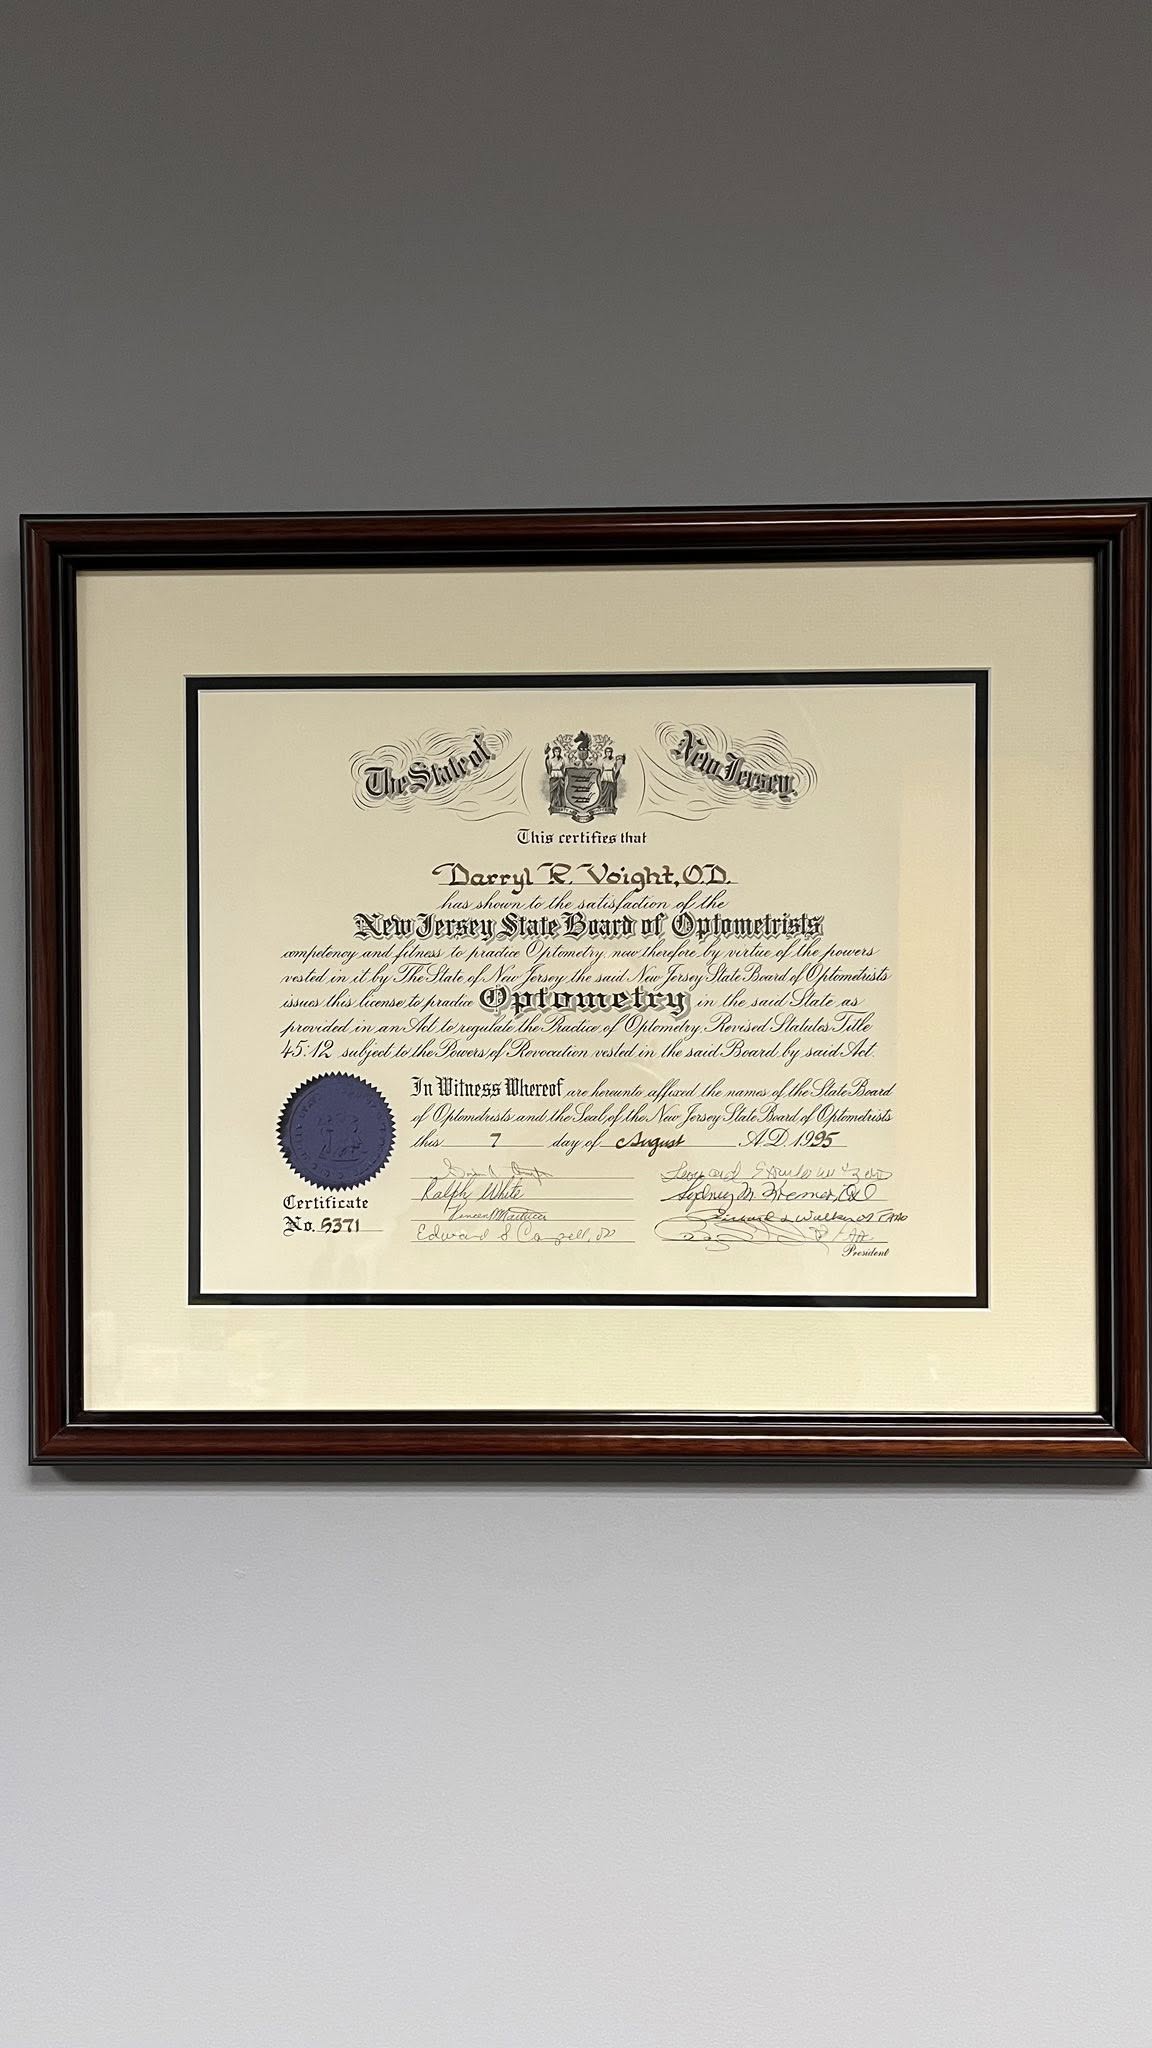 The State of
New Jersey.
This certifies that
Darryl R. Voight, O.D.
has shown to the satisfaction of the
New Jersey State Board of Optometrists
competency and fitness to practice Optometry, now therefore by virtue of the powers
vested in it by The State of New Jersey the said New Jersey State Board of Optometrists
issues this license to practice Optometry in the said State as
provided in an Act to regulate the Practice of Optometry, Revised Statutes Title
45:12 subject to the Powers of Revocation vested in the said Board by said Act.
In Witness Whereof are hereunto affixed the names of the State Board
of Optometrists and the Seal of the New Jersey State Board of Optometrists
this 7 day of August A.D. 1995
Ralph White
Sydney M. Kremer, O.D.
Edward S
President
Certificate
No. 5371